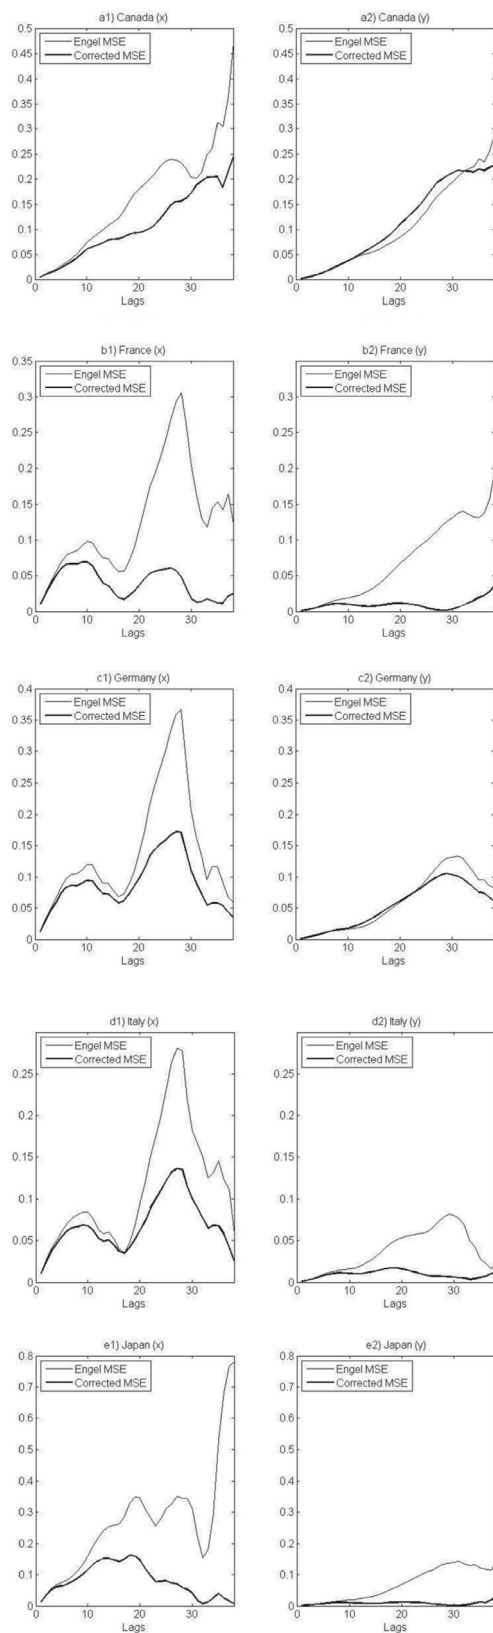 a1) Canada (x)
0.5
0.45
0.4
0.35
0.3
0.25
0.2
0.15
0.1
0.05
0
Engel MSE
Corrected MSE
0 10 20 30
Lags
a2) Canada (y)
0.5
0.45
0.4
0.35
0.3
0.25
0.2
0.15
0.1
0.05
0
Engel MSE
Corrected MSE
0 10 20 30
Lags
b1) France (x)
0.35
0.3
0.25
0.2
0.15
0.1
0.05
0
Engel MSE
Corrected MSE
0 10 20 30
Lags
b2) France (y)
0.35
0.3
0.25
0.2
0.15
0.1
0.05
0
Engel MSE
Corrected MSE
0 10 20 30
Lags
c1) Germany (x)
0.4
0.35
0.3
0.25
0.2
0.15
0.1
0.05
0
Engel MSE
Corrected MSE
0 10 20 30
Lags
c2) Germany (y)
0.4
0.35
0.3
0.25
0.2
0.15
0.1
0.05
0
Engel MSE
Corrected MSE
0 10 20 30
Lags
d1) Italy (x)
0.25
0.2
0.15
0.1
0.05
0
Engel MSE
Corrected MSE
0 10 20 30
Lags
d2) Italy (y)
0.25
0.2
0.15
0.1
0.05
0
Engel MSE
Corrected MSE
0 10 20 30
Lags
e1) Japan (x)
0.8
0.7
0.6
0.5
0.4
0.3
0.2
0.1
0
Engel MSE
Corrected MSE
0 10 20 30
Lags
e2) Japan (y)
0.8
0.7
0.6
0.5
0.4
0.3
0.2
0.1
0
Engel MSE
Corrected MSE
0 10 20 30
Lags